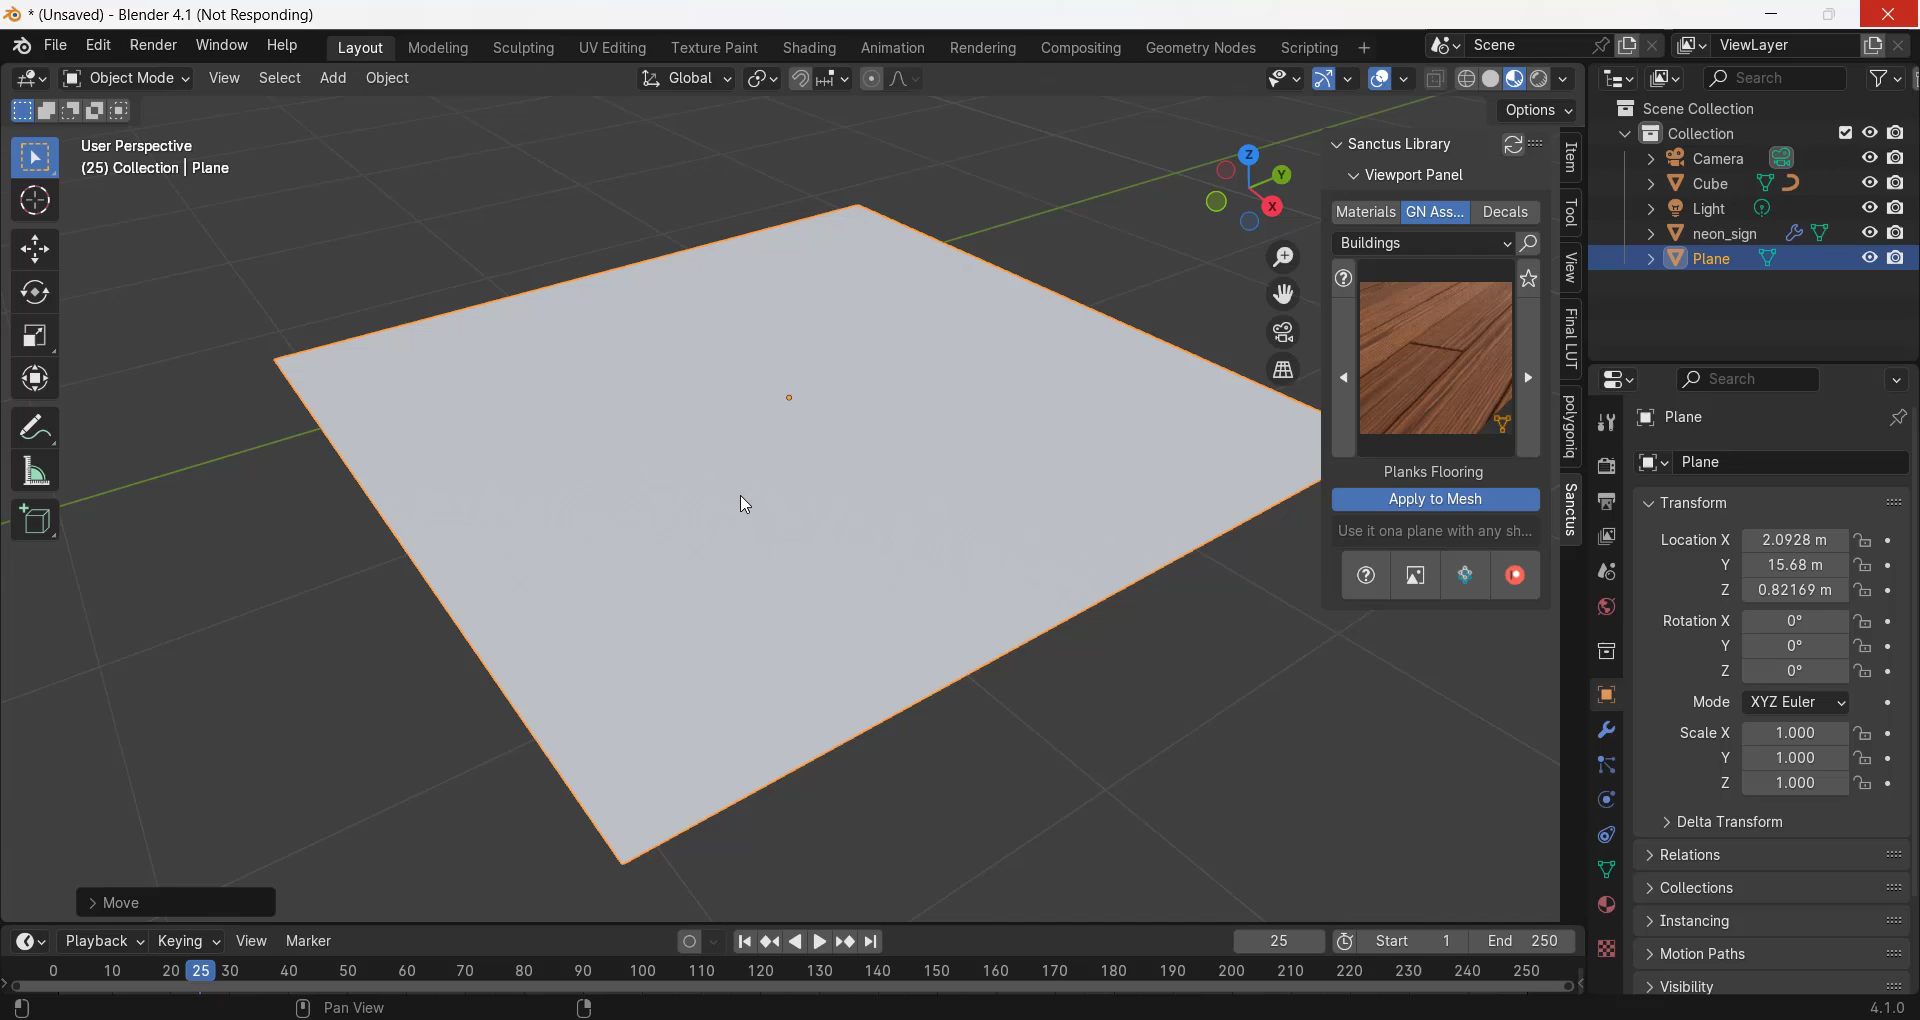 * (Unsaved) - Blender 4.1 (Not Responding)
File Edit Render Window Help Layout Modeling Sculpting UV Editing Texture Paint Shading Animation Rendering Compositing Geometry Nodes Scripting + Scene ViewLayer
Object Mode View Select Add Object Global Search
Options
User Perspective
(25) Collection | Plane
Z
Y
X
Sanctus Library
Viewport Panel
Materials GN Ass... Decals
Buildings
Planks Flooring
Apply to Mesh
Use it ona plane with any sh...
Item
Tool
View
Final LUT
polygoniq
Sanctus
Scene Collection
Collection
Camera
Cube
Light
neon_sign
Plane
Search
Plane
Plane
Transform
Location X 2.0928 m
Y 15.68 m
Z 0.82169 m
Rotation X 0°
Y 0°
Z 0°
Mode XYZ Euler
Scale X 1.000
Y 1.000
Z 1.000
Delta Transform
Relations
Collections
Instancing
Motion Paths
Visibility
Move
Playback Keying View Marker 25 Start 1 End 250
0 10 20 25 30 40 50 60 70 80 90 100 110 120 130 140 150 160 170 180 190 200 210 220 230 240 250
Pan View 4.1.0